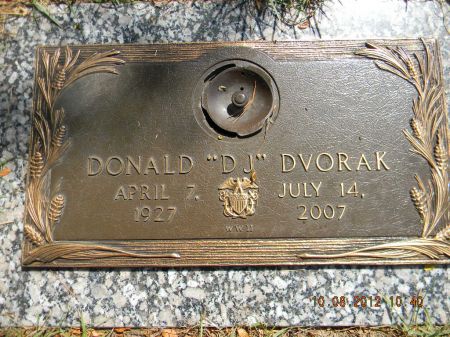 DONALD "DJ" DVORAK
APRIL 7, JULY 14,
1927 2007
WWII
10.08.2012 10:40